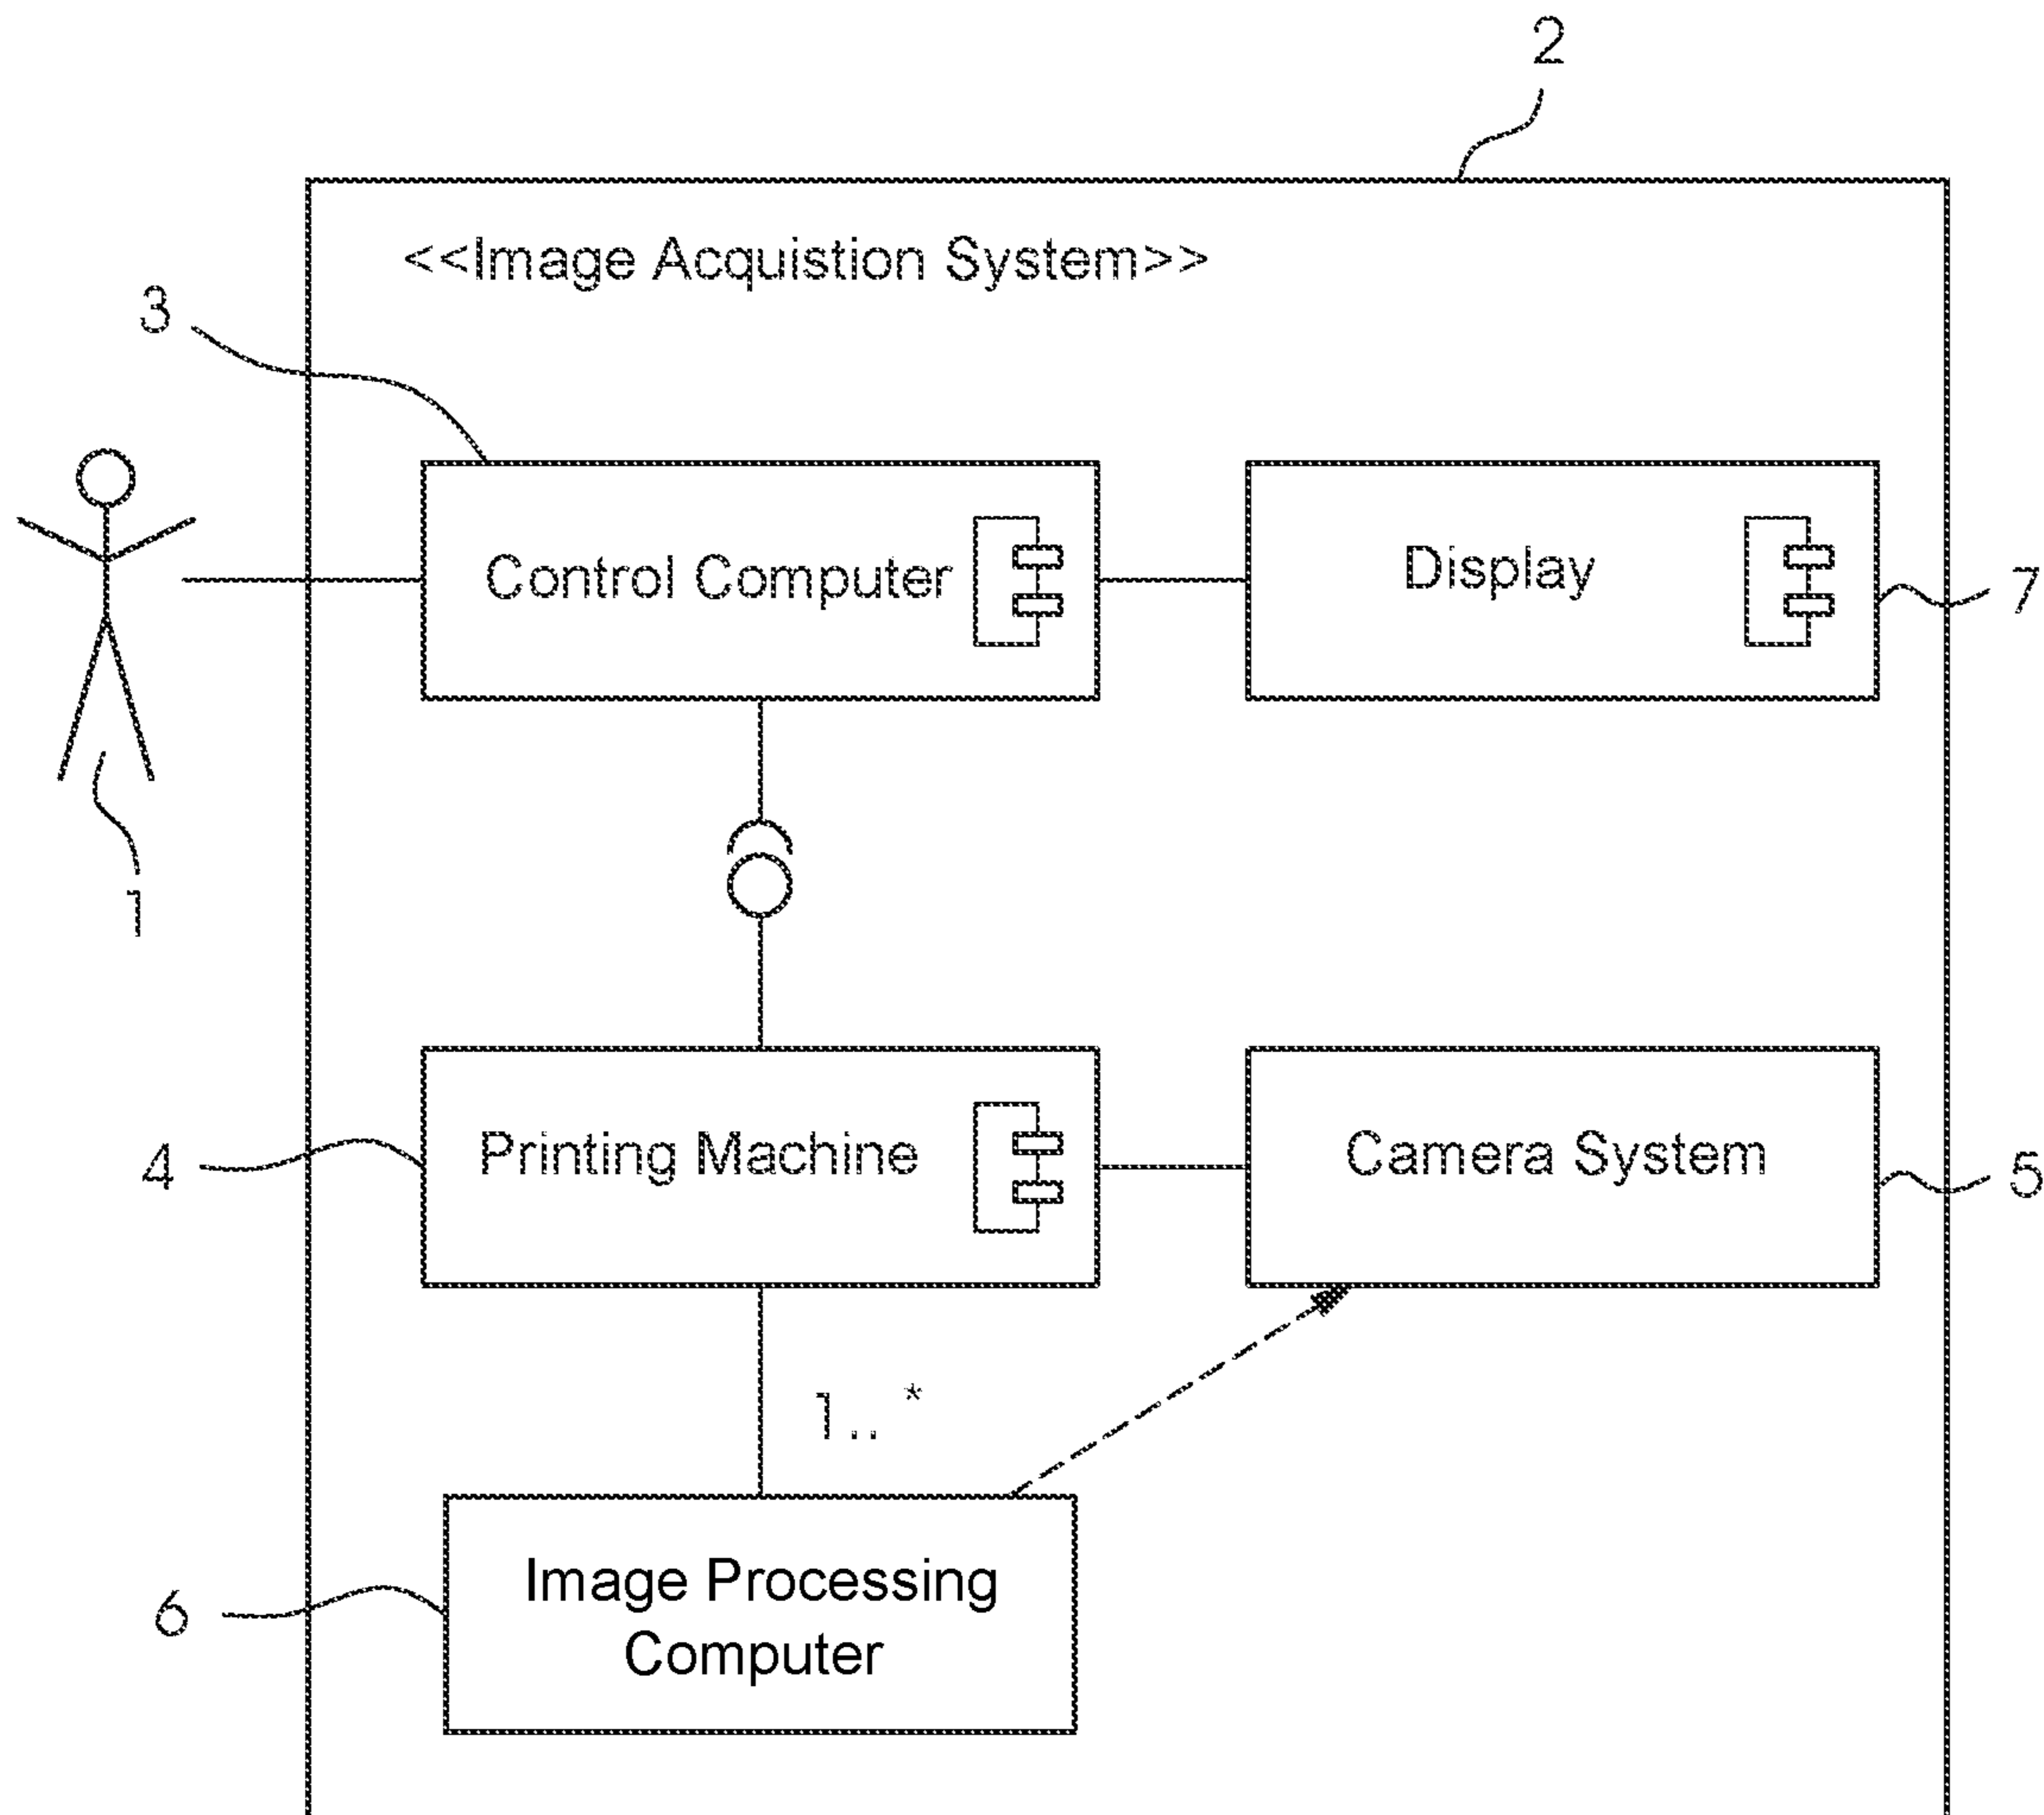 2
<<Image Acquistion System>>
3
Control Computer
Display
7
1
4
Printing Machine
Camera System
5
1..*
6
Image Processing
Computer